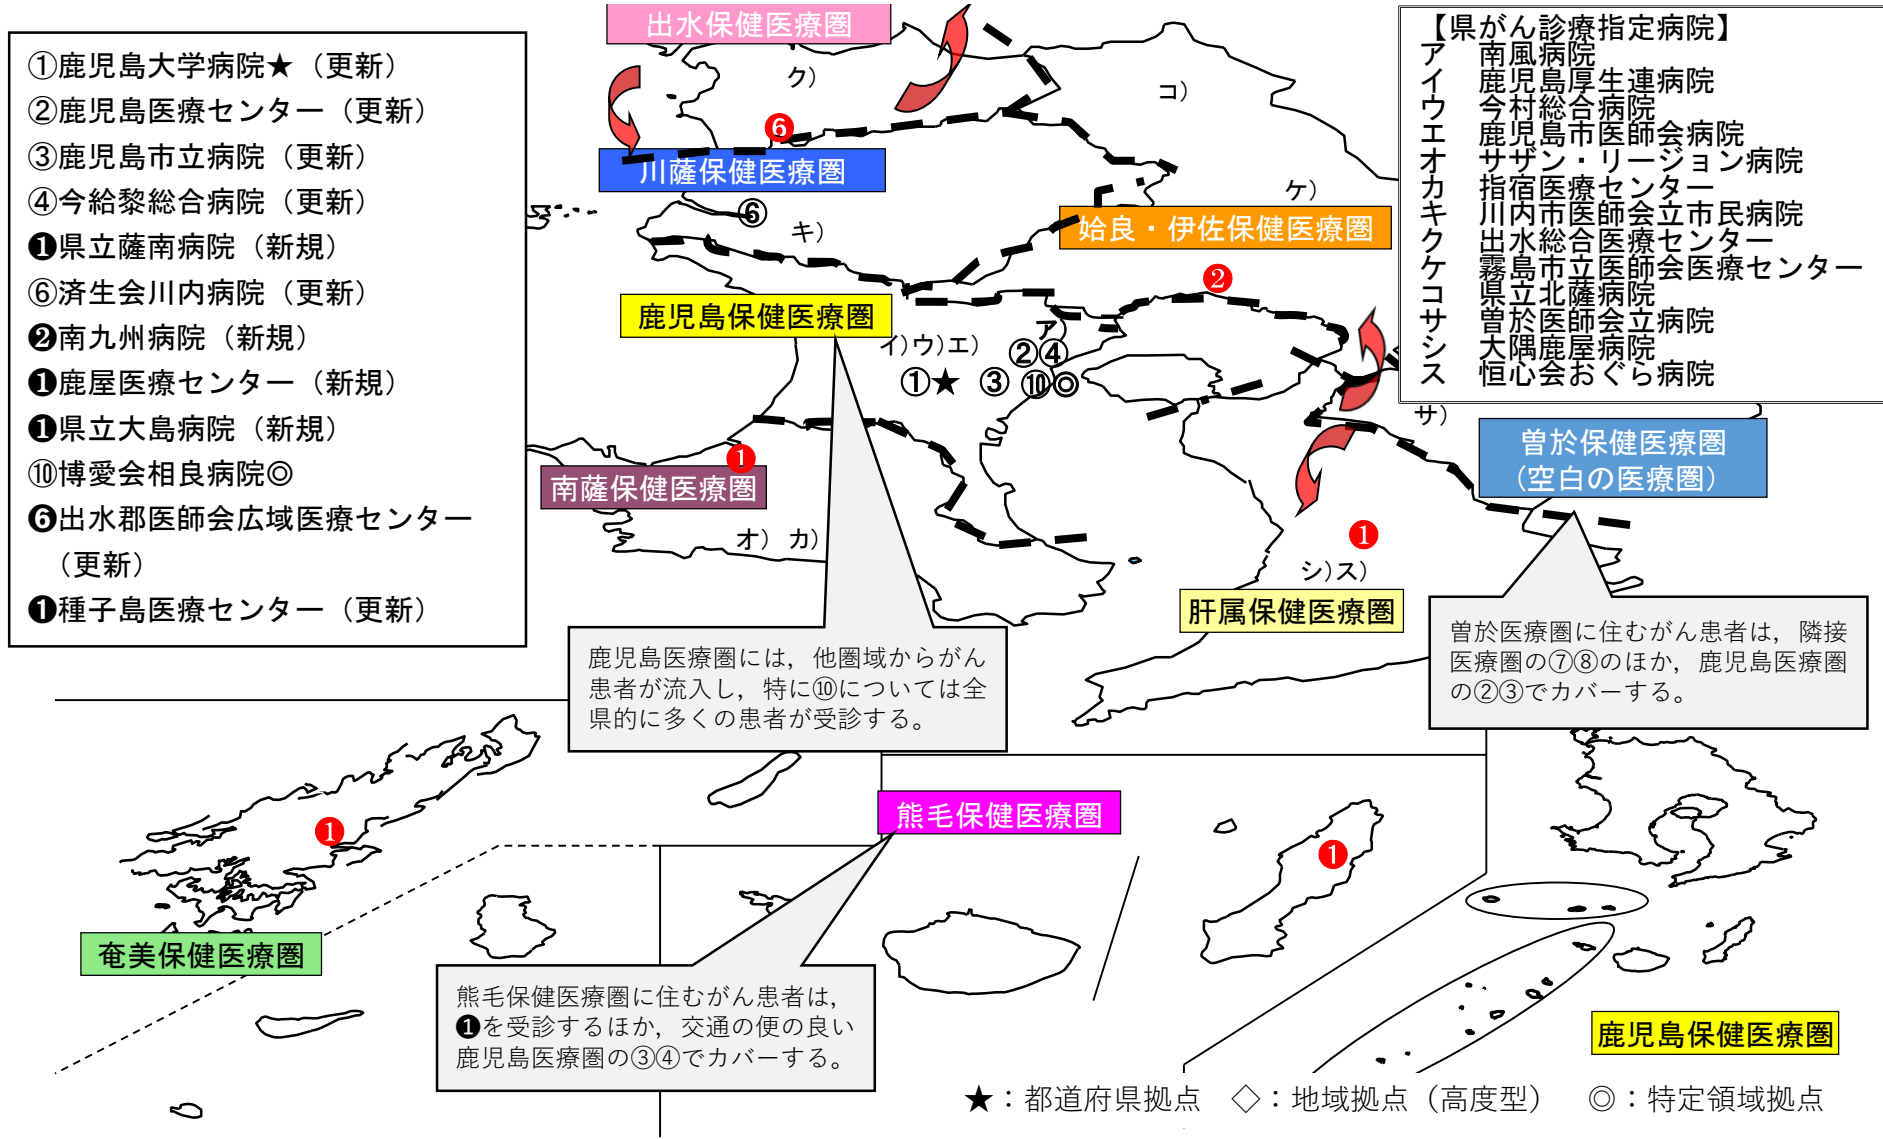 ①鹿児島大学病院★（更新）
②鹿児島医療センター（更新）
③鹿児島市立病院（更新）
④今給黎総合病院（更新）
❶県立薩南病院（新規）
⑥済生会川内病院（更新）
❷南九州病院（新規）
❶鹿屋医療センター（新規）
❶県立大島病院（新規）
⑩博愛会相良病院◎
❻出水郡医師会広域医療センター
（更新）
❶種子島医療センター（更新）
出水保健医療圏
ク）
コ）
❻
川薩保健医療圏
⑥
キ）
ケ）
姶良・伊佐保健医療圏
❷
鹿児島保健医療圏
ア
イ）ウ）エ）
②④
①★
③
⑩◎
【県がん診療指定病院】
ア 南風病院
イ 鹿児島厚生連病院
ウ 今村総合病院
エ 鹿児島市医師会病院
オ サザン・リージョン病院
カ 指宿医療センター
キ 川内市医師会立市民病院
ク 出水総合医療センター
ケ 霧島市立医師会医療センター
コ 県立北薩病院
サ 曽於医師会立病院
シ 大隅鹿屋病院
ス 恒心会おぐら病院
サ）
曽於保健医療圏
（空白の医療圏）
❶
南薩保健医療圏
オ）カ）
❶
シ）ス）
肝属保健医療圏
鹿児島医療圏には，他圏域からがん
患者が流入し，特に⑩については全
県的に多くの患者が受診する。
曽於医療圏に住むがん患者は，隣接
医療圏の⑦⑧のほか，鹿児島医療圏
の②③でカバーする。
熊毛保健医療圏
❶
❶
奄美保健医療圏
熊毛保健医療圏に住むがん患者は，
❶を受診するほか，交通の便の良い
鹿児島医療圏の③④でカバーする。
鹿児島保健医療圏
★：都道府県拠点 ◇：地域拠点（高度型） ◎：特定領域拠点